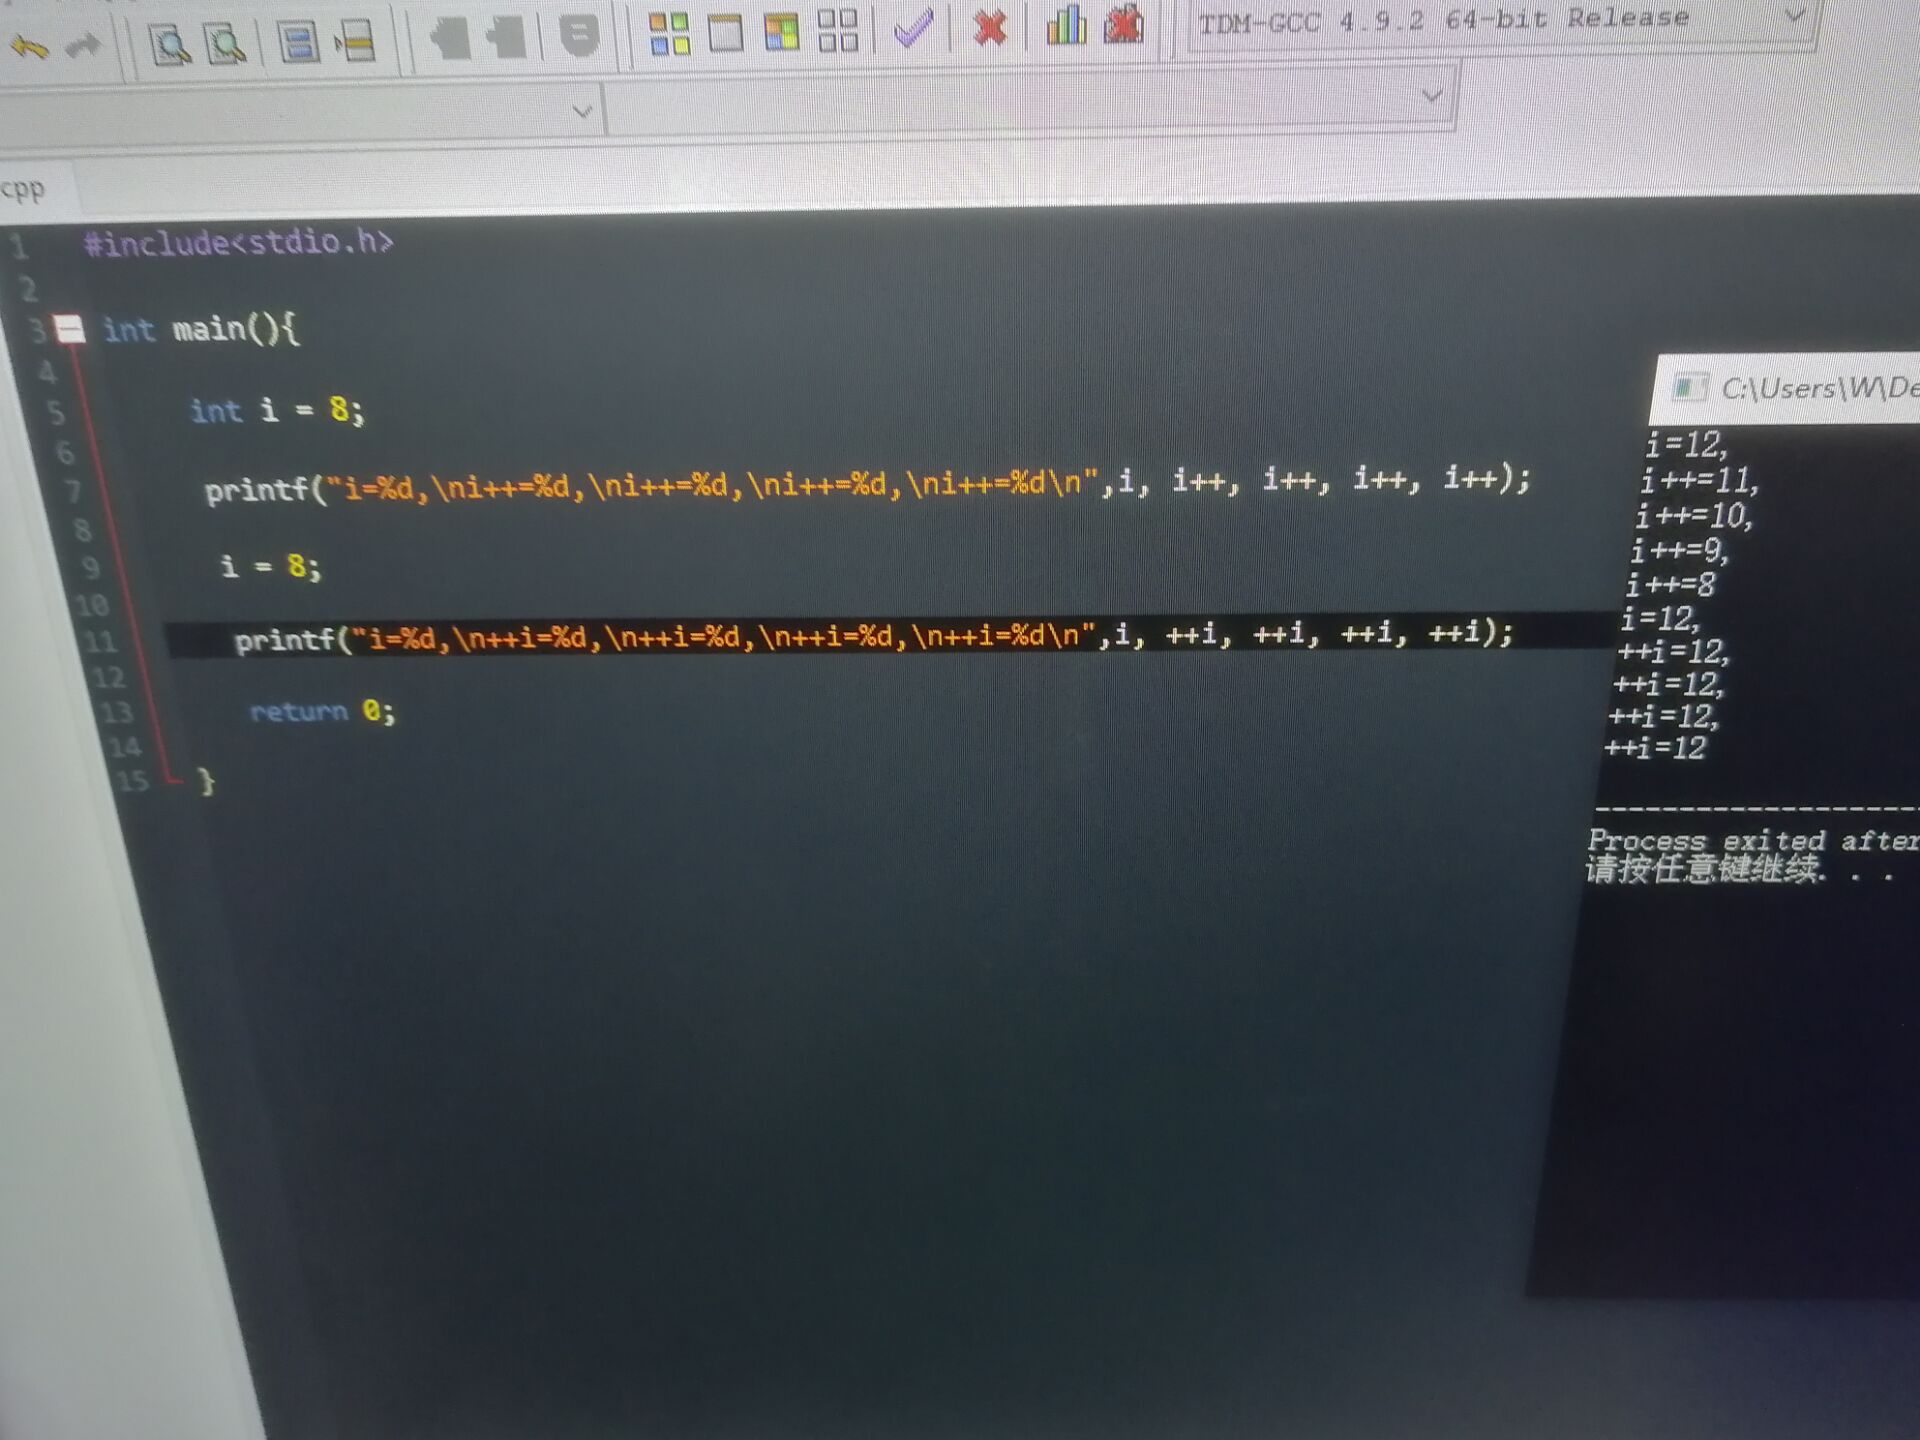 TDM-GCC 4.9.2 64-bit Release
cpp
1 #include<stdio.h>
2
3 int main(){
4
5 int i = 8;
6
7 printf("i=%d,\ni++=%d,\ni++=%d,\ni++=%d,\ni++=%d\n",i, i++, i++, i++, i++);
8
9 i = 8;
10
11 printf("i=%d,\n++i=%d,\n++i=%d,\n++i=%d,\n++i=%d\n",i, ++i, ++i, ++i, ++i);
12
13 return 0;
14
15 }
C:\Users\W\De
i=12,
i++=11,
i++=10,
i++=9,
i++=8
i=12,
++i=12,
++i=12,
++i=12,
++i=12
--------------------
Process exited after
请按任意键继续. . .